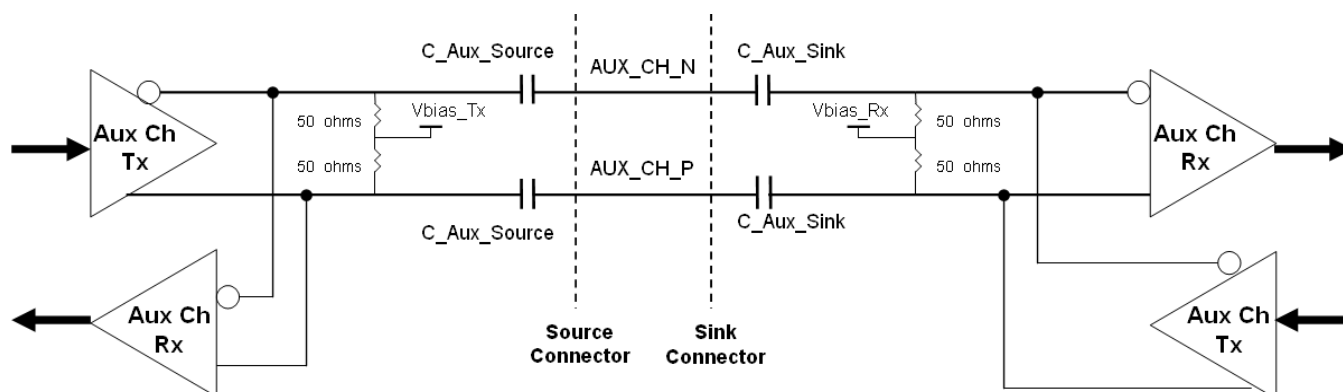 C_Aux_Source
AUX_CH_N
C_Aux_Sink
Aux Ch
Tx
50 ohms
Vbias_Tx
50 ohms
Vbias_Rx
50 ohms
50 ohms
Aux Ch
Rx
AUX_CH_P
C_Aux_Source
C_Aux_Sink
Aux Ch
Rx
Source
Connector
Sink
Connector
Aux Ch
Tx